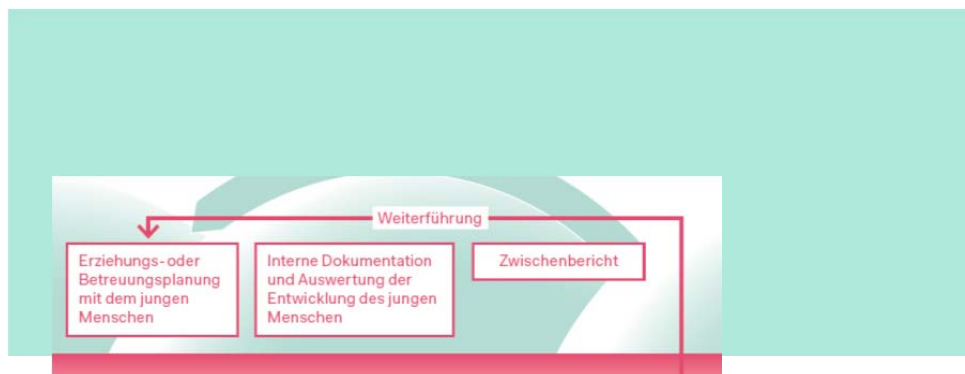 Weiterführung
Erziehungs- oder
Betreuungsplanung
mit dem jungen
Menschen
Interne Dokumentation
und Auswertung der
Entwicklung des jungen
Menschen
Zwischenbericht